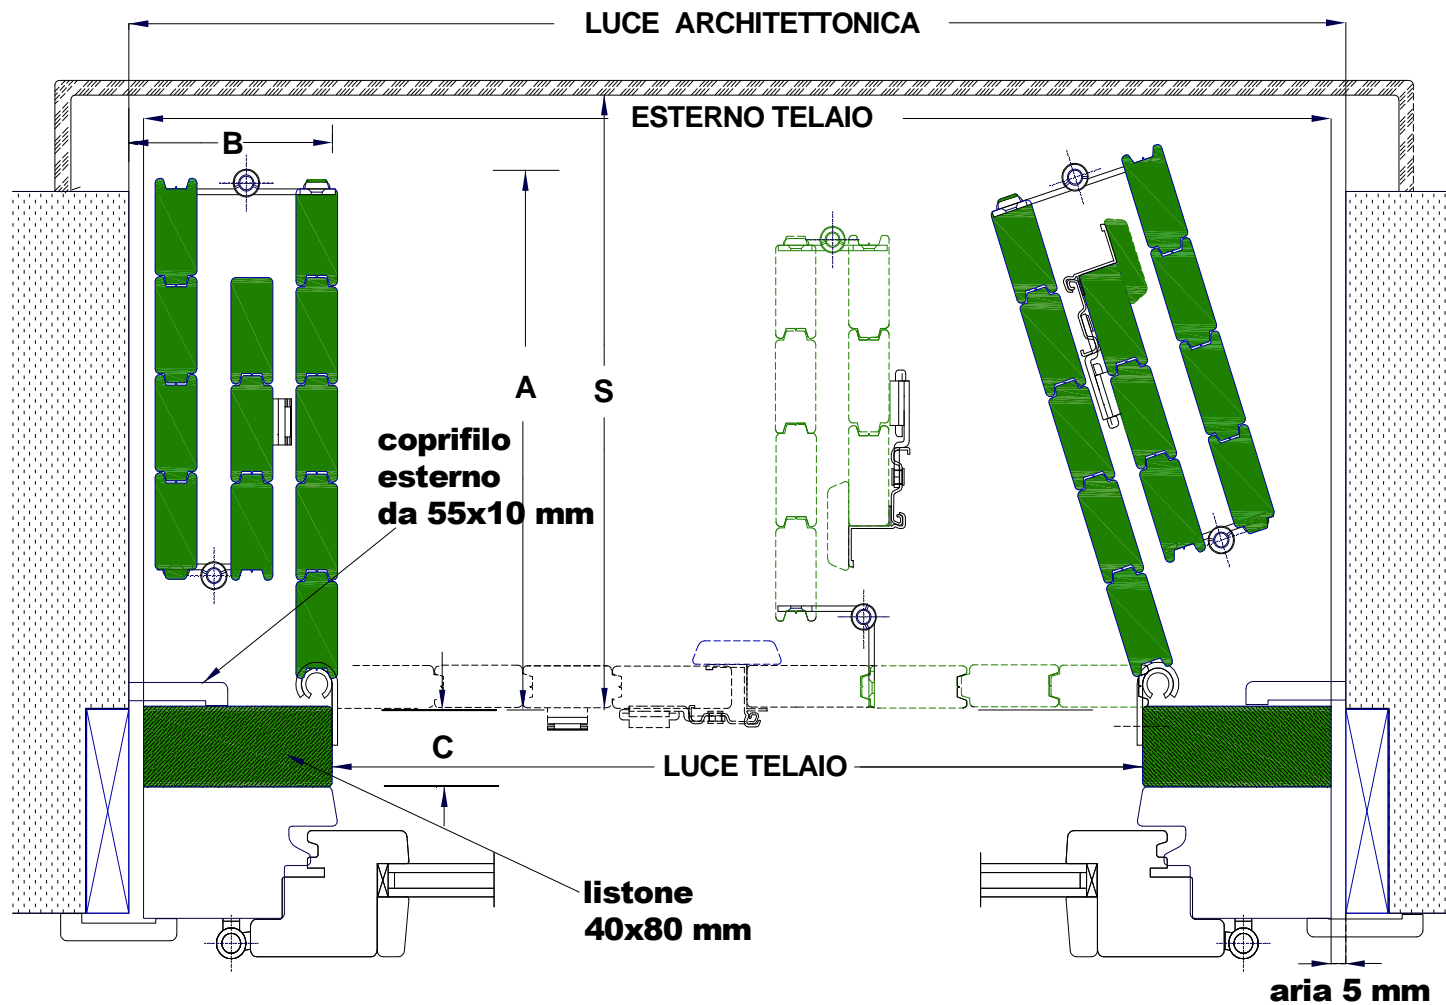 LUCE ARCHITETTONICA
ESTERNO TELAIO
B
A
S
coprifilo
esterno
da 55x10 mm
C
LUCE TELAIO
listone
40x80 mm
aria 5 mm